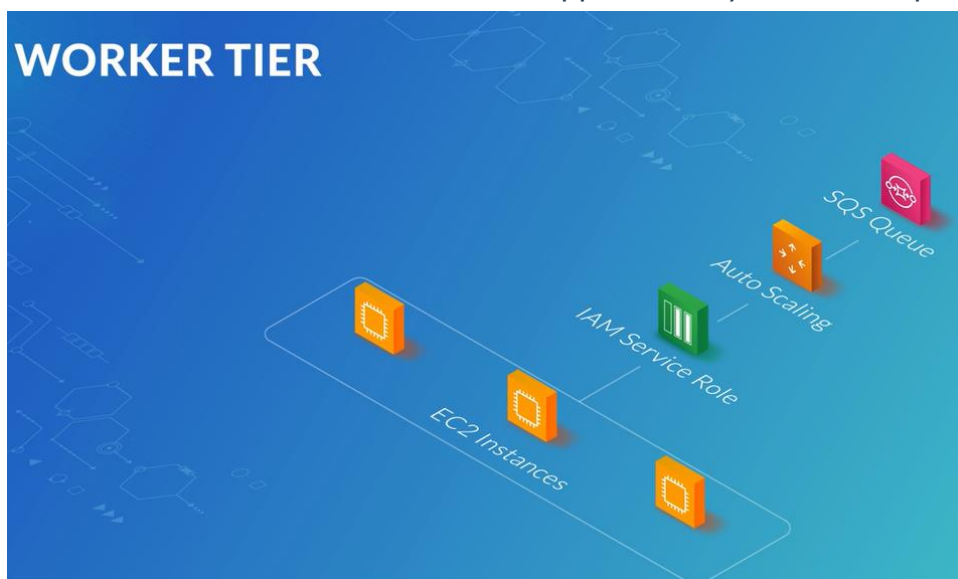 WORKER TIER
SQS Queue
Auto Scaling
IAM Service Role
EC2 Instances